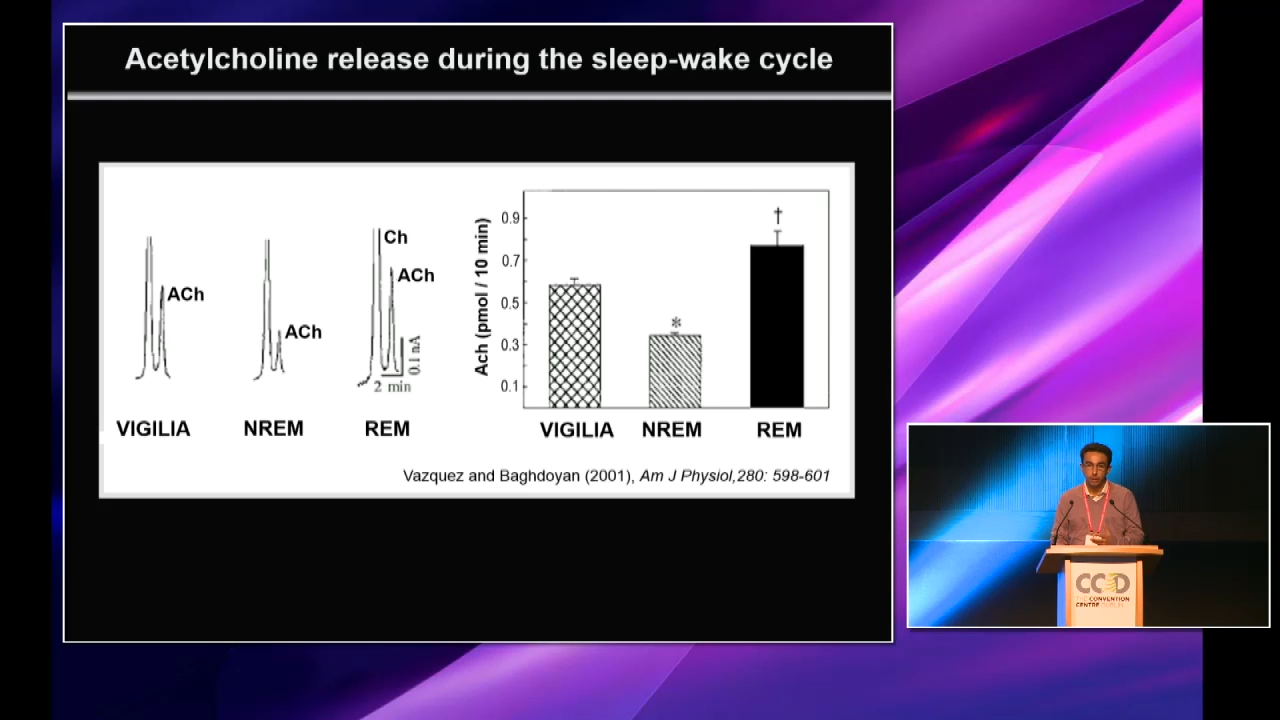 Acetylcholine release during the sleep-wake cycle
ACh
ACh
Ch
ACh
0.1 nA
2 min
VIGILIA
NREM
REM
Ach (pmol / 10 min)
0.9
0.7
0.5
0.3
0.1
*
†
VIGILIA
NREM
REM
Vazquez and Baghdoyan (2001), Am J Physiol,280: 598-601
CCD
THE CONVENTION
CENTRE DUBLIN